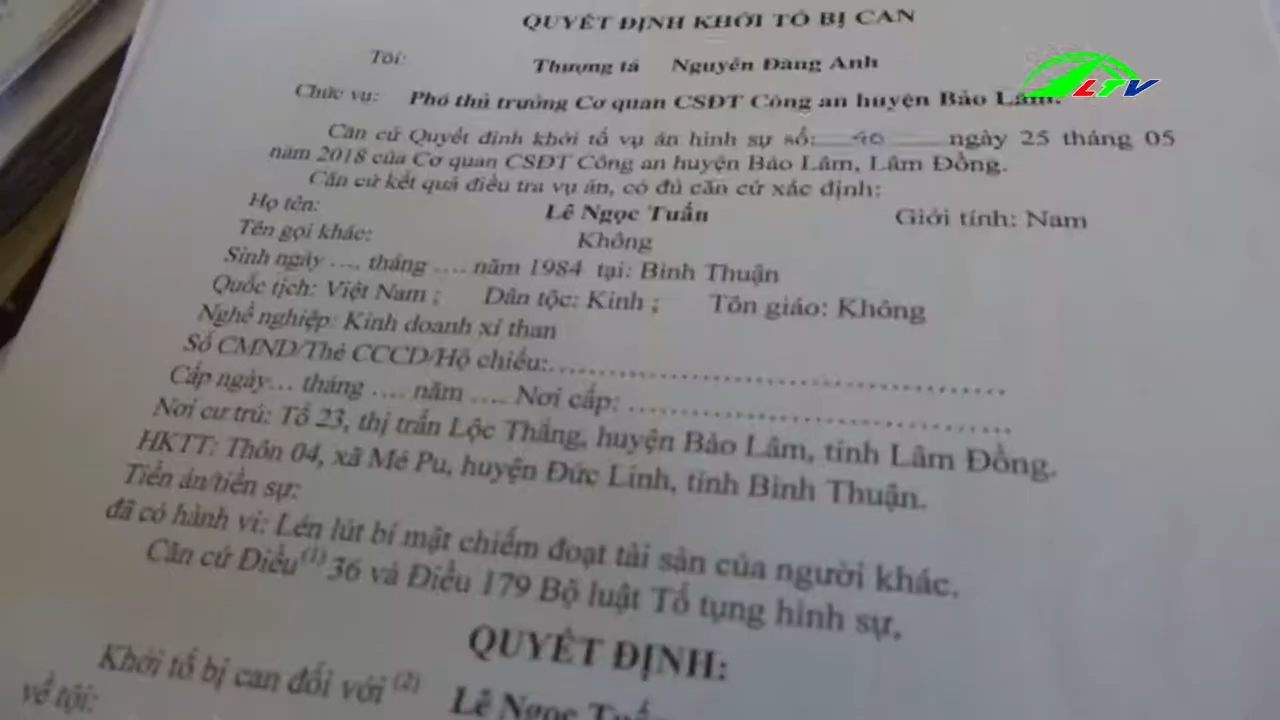 QUYẾT ĐỊNH KHỞI TỐ BỊ CAN
LTV
Tôi: Thượng tá Nguyễn Đăng Anh
Chức vụ: Phó thủ trưởng Cơ quan CSĐT Công an huyện Bảo Lâm.
Căn cứ Quyết định khởi tố vụ án hình sự số: 40 ngày 25 tháng 05
năm 2018 của Cơ quan CSĐT Công an huyện Bảo Lâm, Lâm Đồng.
Căn cứ kết quả điều tra vụ án, có đủ căn cứ xác định:
Họ tên: Lê Ngọc Tuấn Giới tính: Nam
Tên gọi khác: Không
Sinh ngày .... tháng .... năm 1984 tại: Bình Thuận
Quốc tịch: Việt Nam ; Dân tộc: Kinh ; Tôn giáo: Không
Nghề nghiệp: Kinh doanh xỉ than
Số CMND/Thẻ CCCD/Hộ chiếu:..........................................
Cấp ngày... tháng .... năm .... Nơi cấp: ...................................
Nơi cư trú: Tổ 23, thị trấn Lộc Thắng, huyện Bảo Lâm, tỉnh Lâm Đồng.
HKTT: Thôn 04, xã Mê Pu, huyện Đức Linh, tỉnh Bình Thuận.
Tiền án/tiền sự:
đã có hành vi: Lén lút bí mật chiếm đoạt tài sản của người khác.
Căn cứ Điều(1) 36 và Điều 179 Bộ luật Tố tụng hình sự,
QUYẾT ĐỊNH:
Khởi tố bị can đối với (2) Lê Ngọc Tuấn
về tội: